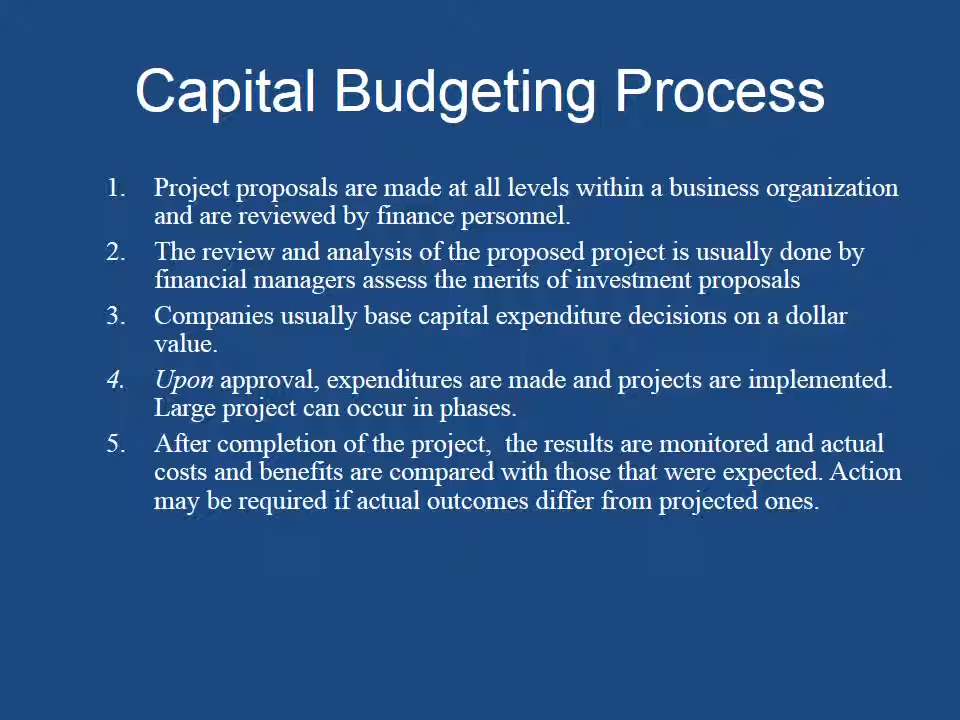 Capital Budgeting Process
1. Project proposals are made at all levels within a business organization
and are reviewed by finance personnel.
2. The review and analysis of the proposed project is usually done by
financial managers assess the merits of investment proposals
3. Companies usually base capital expenditure decisions on a dollar
value.
4. Upon approval, expenditures are made and projects are implemented.
Large project can occur in phases.
5. After completion of the project,  the results are monitored and actual
costs and benefits are compared with those that were expected. Action
may be required if actual outcomes differ from projected ones.